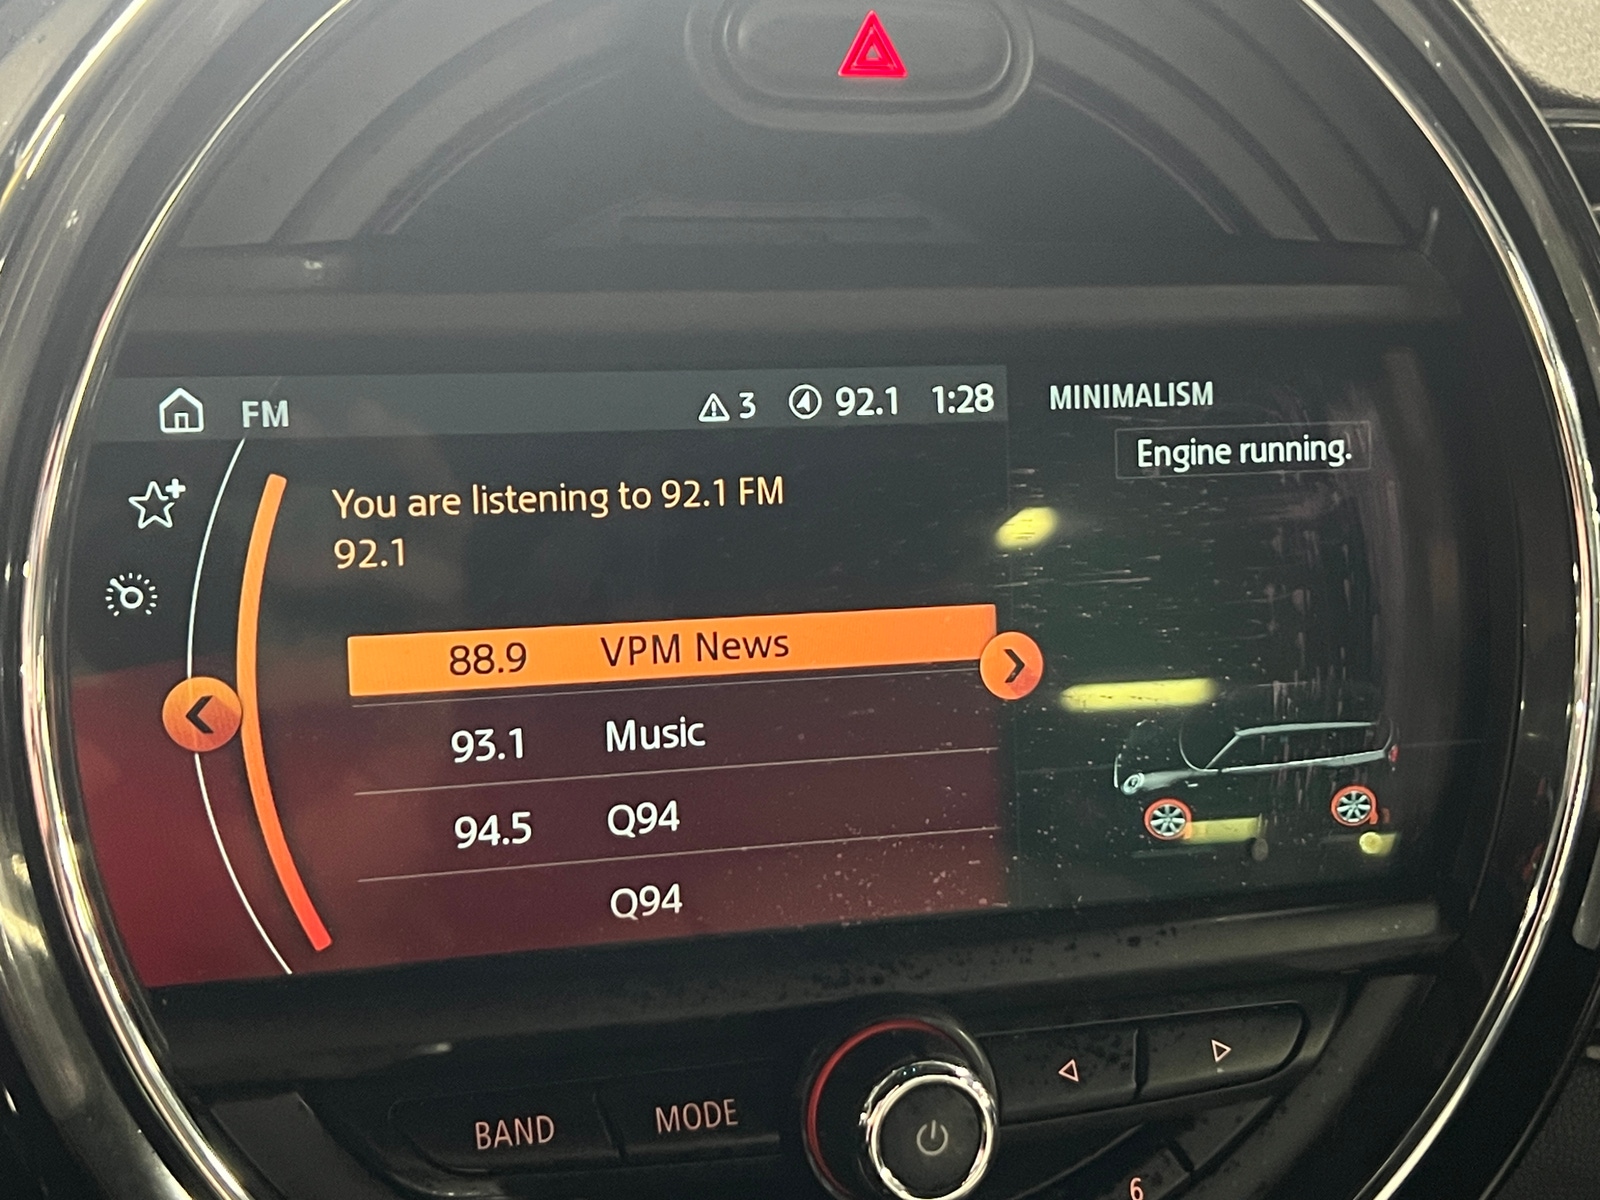 FM
3
92.1
1:28
MINIMALISM
Engine running.
You are listening to 92.1 FM
92.1
88.9 VPM News
93.1 Music
94.5 Q94
Q94
BAND
MODE
6